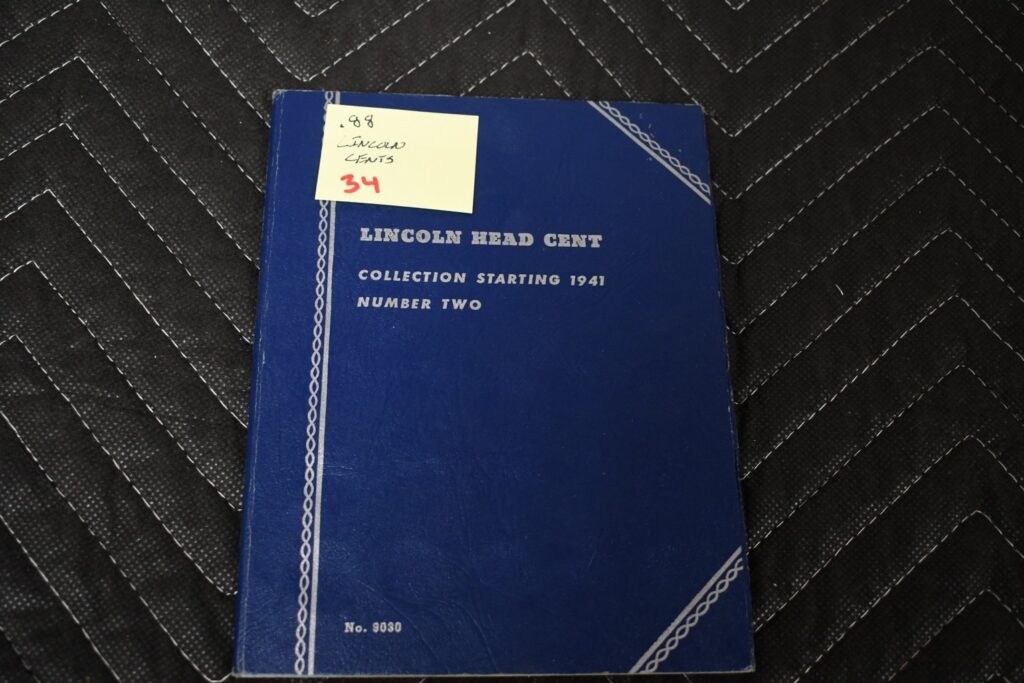 .88
LINCOLN
CENTS
34
LINCOLN HEAD CENT
COLLECTION STARTING 1941
NUMBER TWO
No. 9030